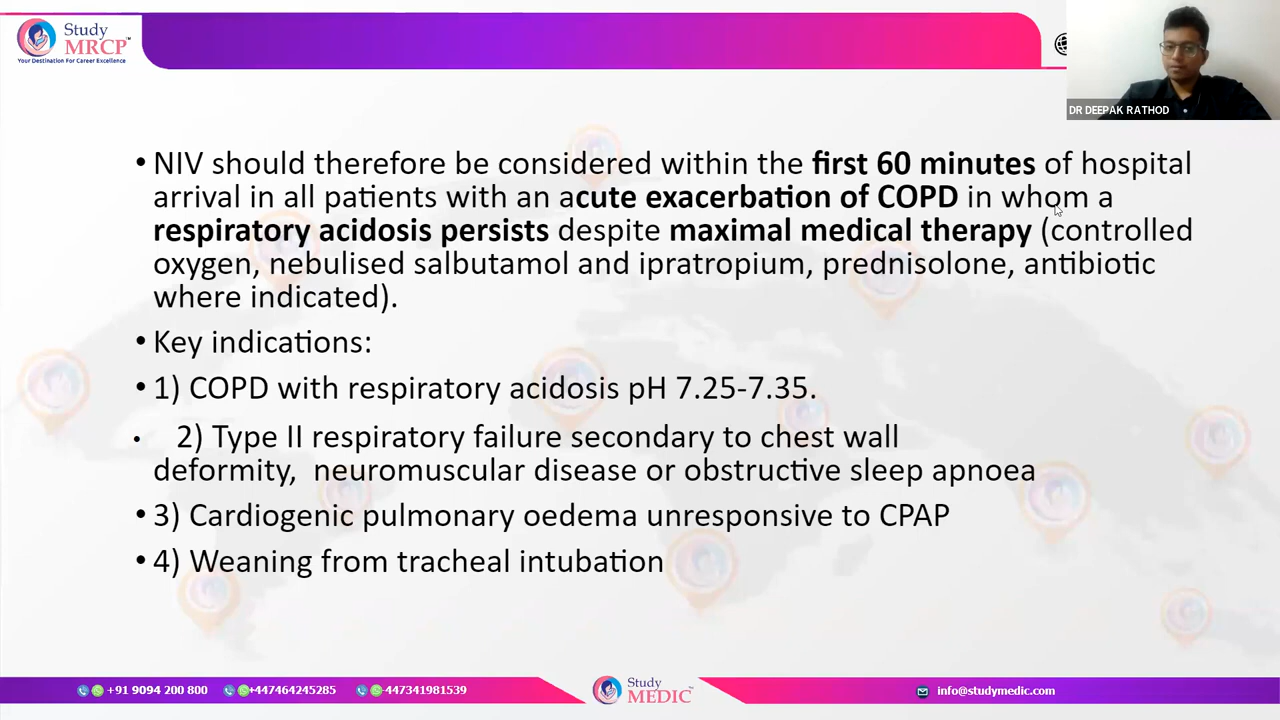 Study
MRCP™
Your Destination For Career Excellence
DR DEEPAK RATHOD
• NIV should therefore be considered within the first 60 minutes of hospital
arrival in all patients with an acute exacerbation of COPD in whom a
respiratory acidosis persists despite maximal medical therapy (controlled
oxygen, nebulised salbutamol and ipratropium, prednisolone, antibiotic
where indicated).
• Key indications:
• 1) COPD with respiratory acidosis pH 7.25-7.35.
• 2) Type II respiratory failure secondary to chest wall
deformity, neuromuscular disease or obstructive sleep apnoea
• 3) Cardiogenic pulmonary oedema unresponsive to CPAP
• 4) Weaning from tracheal intubation
+91 9094 200 800 +447464245285 -447341981539
Study
MEDIC™
info@studymedic.com